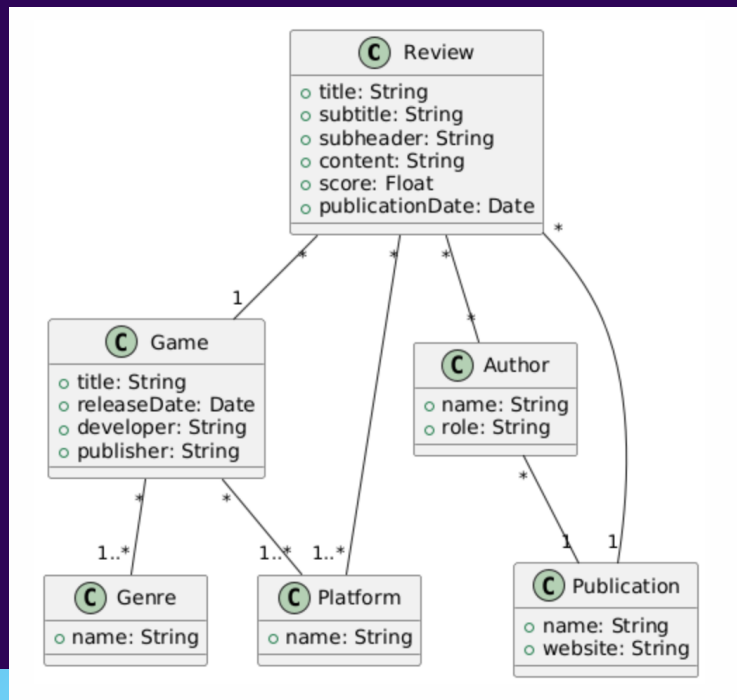 C Review
title: String
subtitle: String
subheader: String
content: String
score: Float
publicationDate: Date
* * * *
1
*
C Game
title: String
releaseDate: Date
developer: String
publisher: String
C Author
name: String
role: String
* * *
1..* 1..* 1..* 1 1
C Genre
name: String
C Platform
name: String
C Publication
name: String
website: String